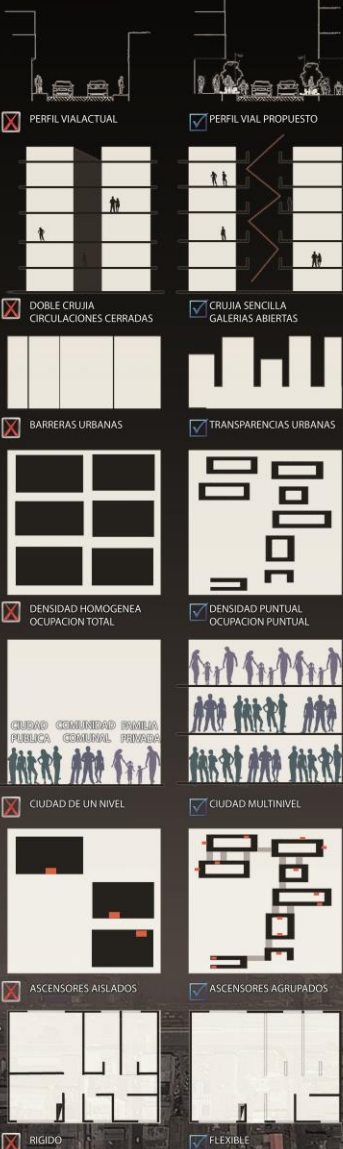 PERFIL VIALACTUAL
PERFIL VIAL PROPUESTO
DOBLE CRUJIA
CIRCULACIONES CERRADAS
CRUJIA SENCILLA
GALERIAS ABIERTAS
BARRERAS URBANAS
TRANSPARENCIAS URBANAS
DENSIDAD HOMOGENEA
OCUPACION TOTAL
DENSIDAD PUNTUAL
OCUPACION PUNTUAL
CIUDAD PUBLICA
COMUNIDAD COMUNAL
FAMILIA PRIVADA
CIUDAD DE UN NIVEL
CIUDAD MULTINIVEL
ASCENSORES AISLADOS
ASCENSORES AGRUPADOS
RIGIDO
FLEXIBLE